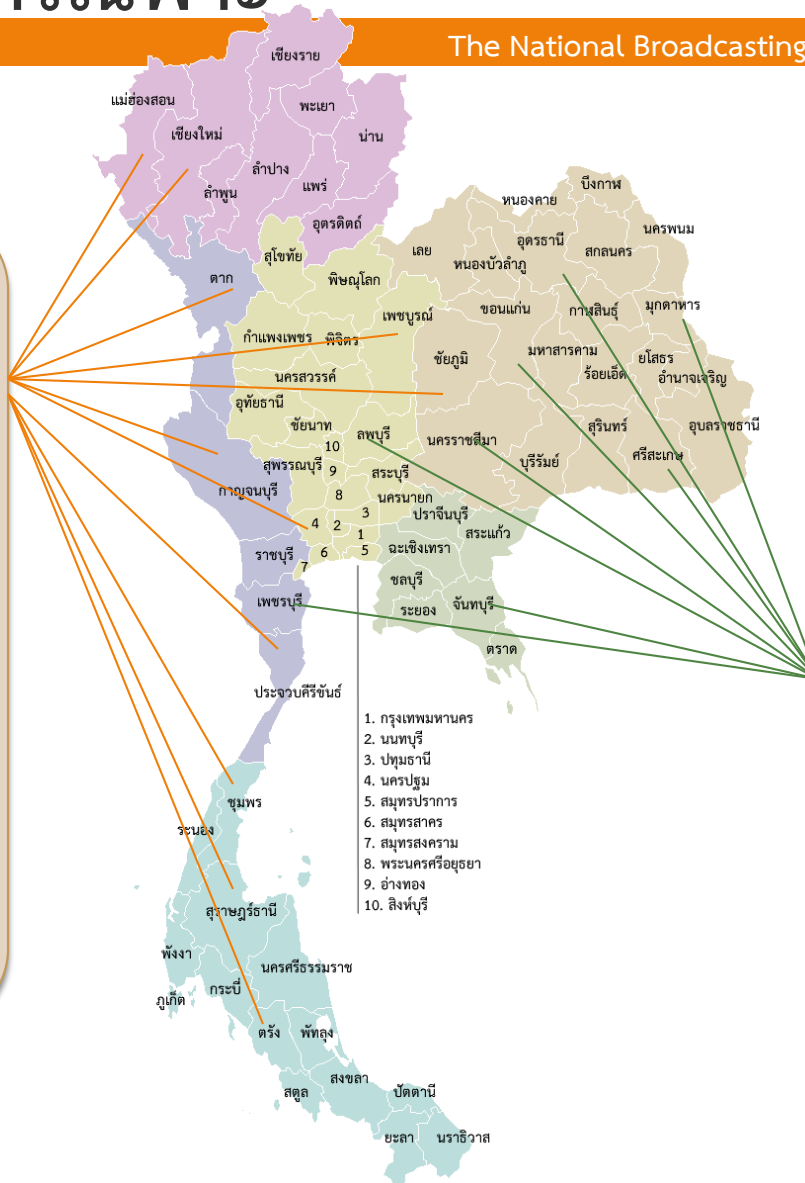 The National Broadcasting
เชียงราย
แม่ฮ่องสอน
พะเยา
เชียงใหม่
น่าน
ลำปาง
แพร่
ลำพูน
อุตรดิตถ์
บึงกาฬ
หนองคาย
นครพนม
อุดรธานี
เลย
สกลนคร
หนองบัวลำภู
สุโขทัย
ตาก
พิษณุโลก
เพชบูรณ์
ขอนแก่น
กาฬสินธุ์
มุกดาหาร
กำแพงเพชร
พิจิตร
ชัยภูมิ
มหาสารคาม
ยโสธร
ร้อยเอ็ด
อำนาจเจริญ
นครสวรรค์
อุทัยธานี
ชัยนาท
ลพบุรี
นครราชสีมา
สุรินทร์
อุบลราชธานี
10
บุรีรัมย์
ศรีสะเกษ
สุพรรณบุรี
9
สระบุรี
กาญจนบุรี
8
นครนายก
3
ปราจีนบุรี
4
2
1
สระแก้ว
ราชบุรี
6
5
ฉะเชิงเทรา
7
ชลบุรี
เพชรบุรี
ระยอง
จันทบุรี
ตราด
ประจวบคีรีขันธ์
1. กรุงเทพมหานคร
2. นนทบุรี
3. ปทุมธานี
4. นครปฐม
5. สมุทรปราการ
6. สมุทรสาคร
7. สมุทรสงคราม
8. พระนครศรีอยุธยา
9. อ่างทอง
10. สิงห์บุรี
ชุมพร
ระนอง
สุราษฎร์ธานี
พังงา
นครศรีธรรมราช
กระบี่
ภูเก็ต
ตรัง
พัทลุง
สงขลา
สตูล
ปัตตานี
ยะลา
นราธิวาส